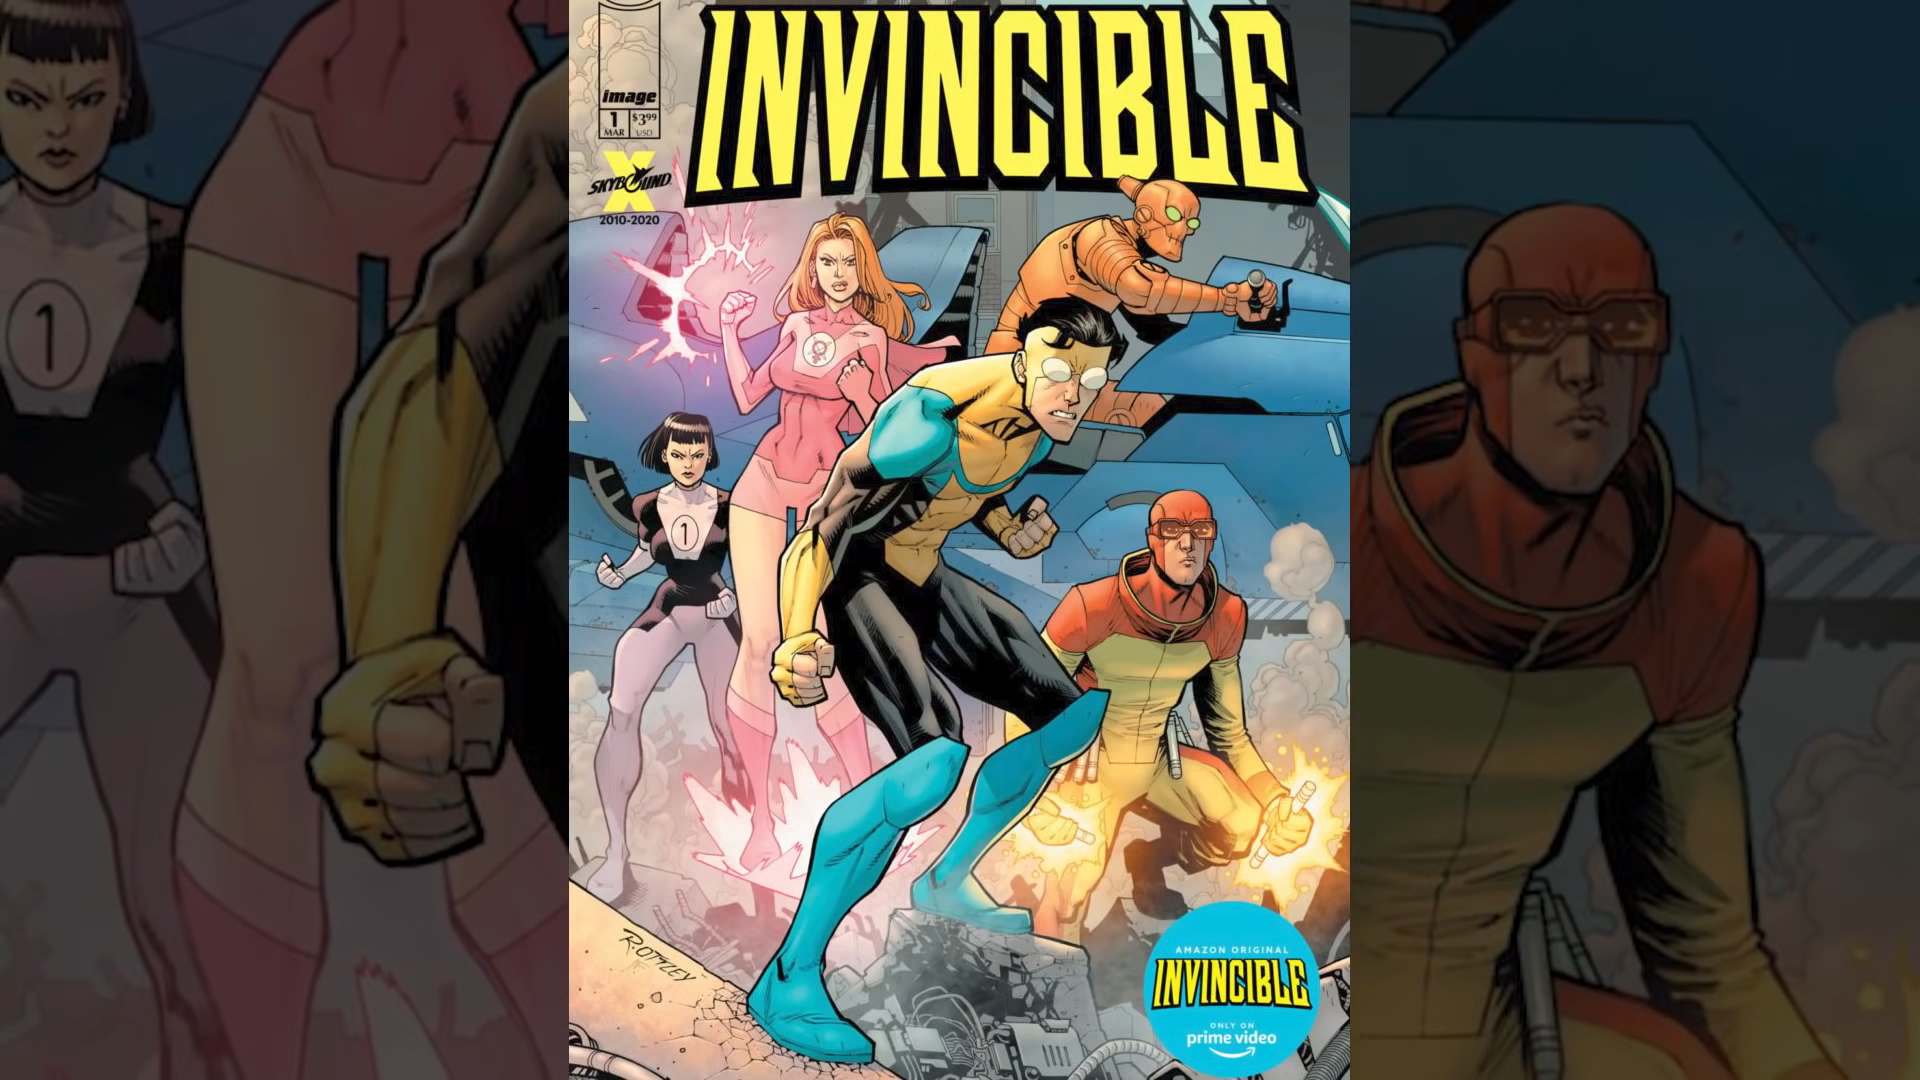 INVINCIBLE
image
1
MAR
$3.99
USD
SKYBOUND
X
2010-2020
1
1
R.OTTLEY
AMAZON ORIGINAL
INVINCIBLE
ONLY ON
prime video